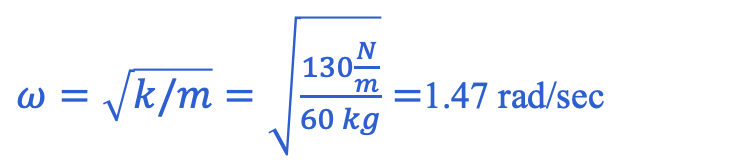 ω = √k/m = √(130 N/m / 60 kg) =1.47 rad/sec